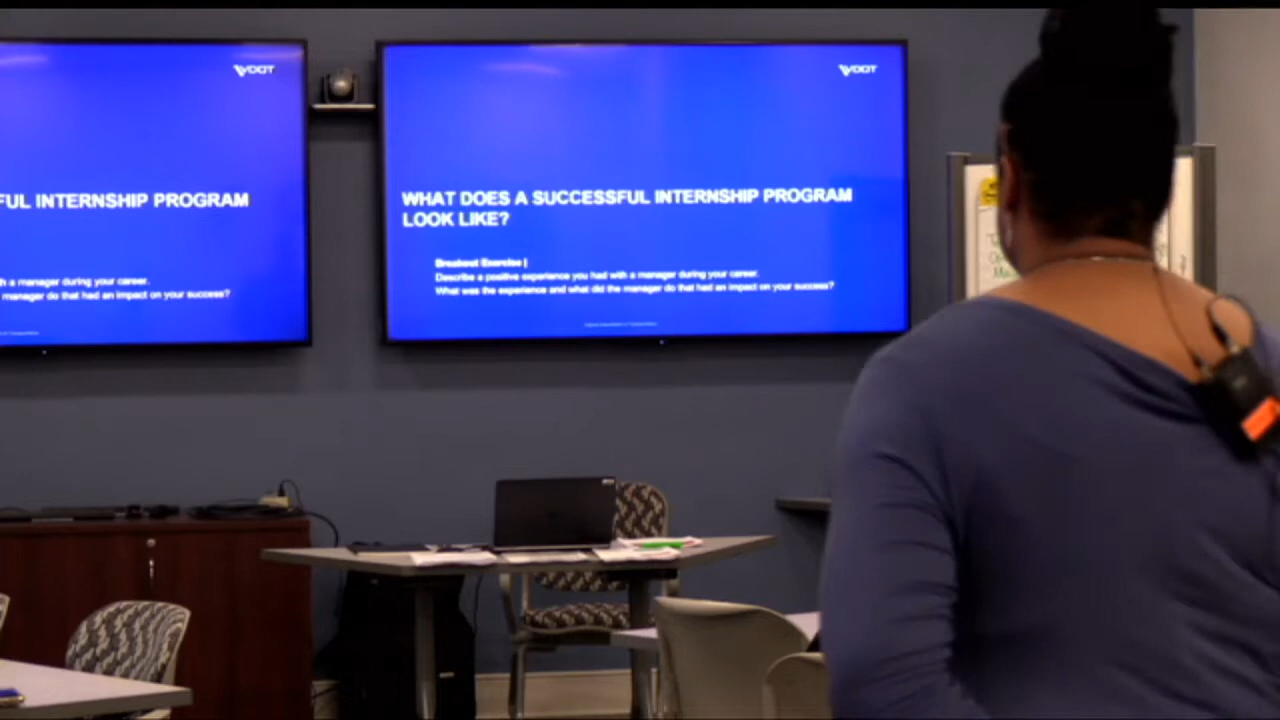 VDOT
FUL INTERNSHIP PROGRAM
h a manager during your career.
manager do that had an impact on your success?
VDOT
WHAT DOES A SUCCESSFUL INTERNSHIP PROGRAM
LOOK LIKE?
Breakout Exercise |
Describe a positive experience you had with a manager during your career.
What was the experience and what did the manager do that had an impact on your success?